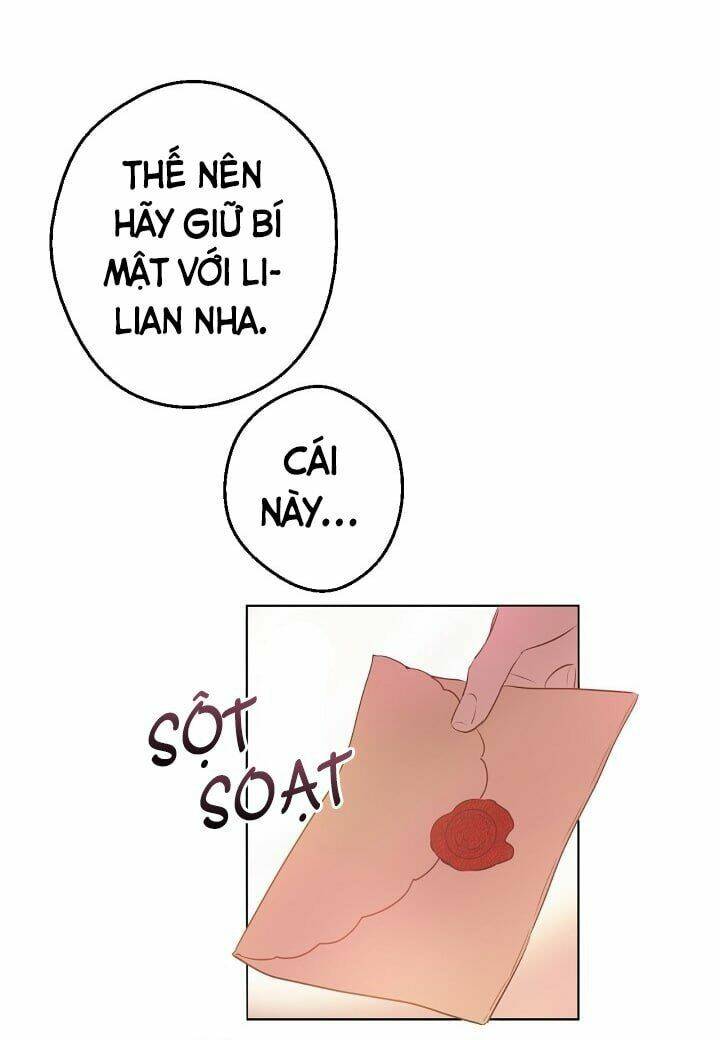 THẾ NÊN
HÃY GIỮ BÍ
MẬT VỚI LI-
LIAN NHA.
CÁI
NÀY...
SỘT
SOẠT